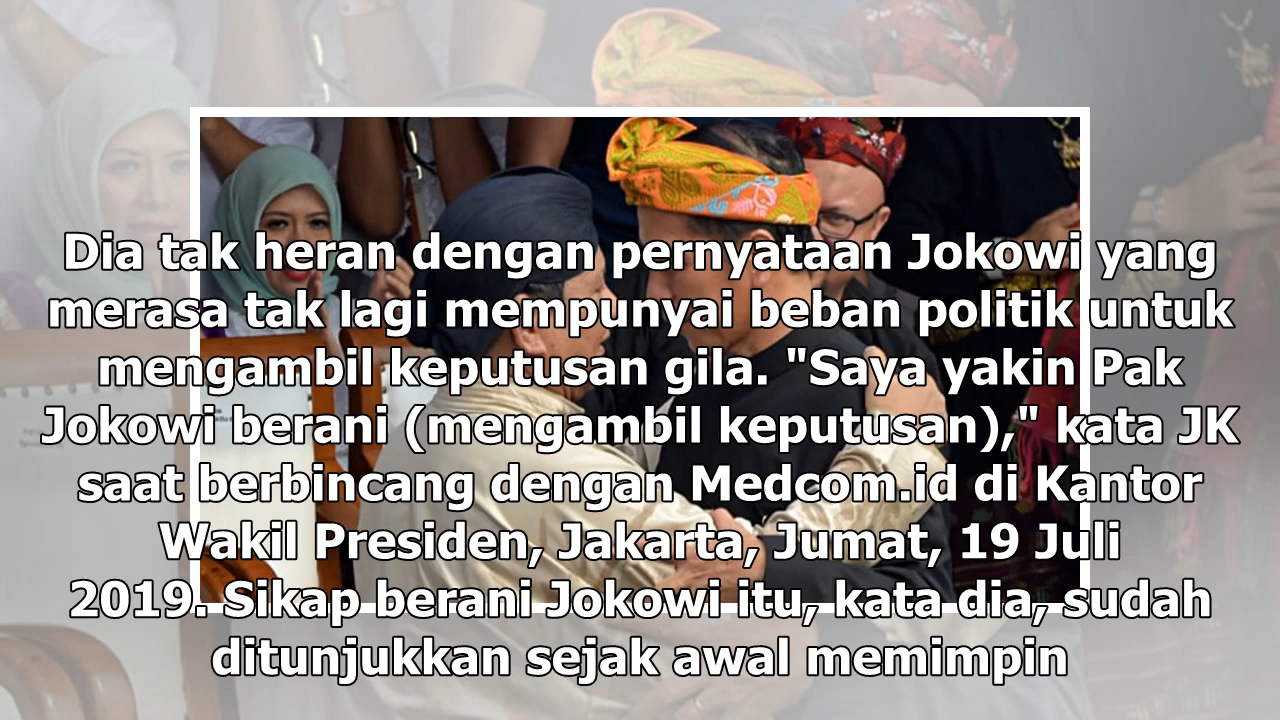 Dia tak heran dengan pernyataan Jokowi yang
merasa tak lagi mempunyai beban politik untuk
mengambil keputusan gila. "Saya yakin Pak
Jokowi berani (mengambil keputusan)," kata JK
saat berbincang dengan Medcom.id di Kantor
Wakil Presiden, Jakarta, Jumat, 19 Juli
2019. Sikap berani Jokowi itu, kata dia, sudah
ditunjukkan sejak awal memimpin